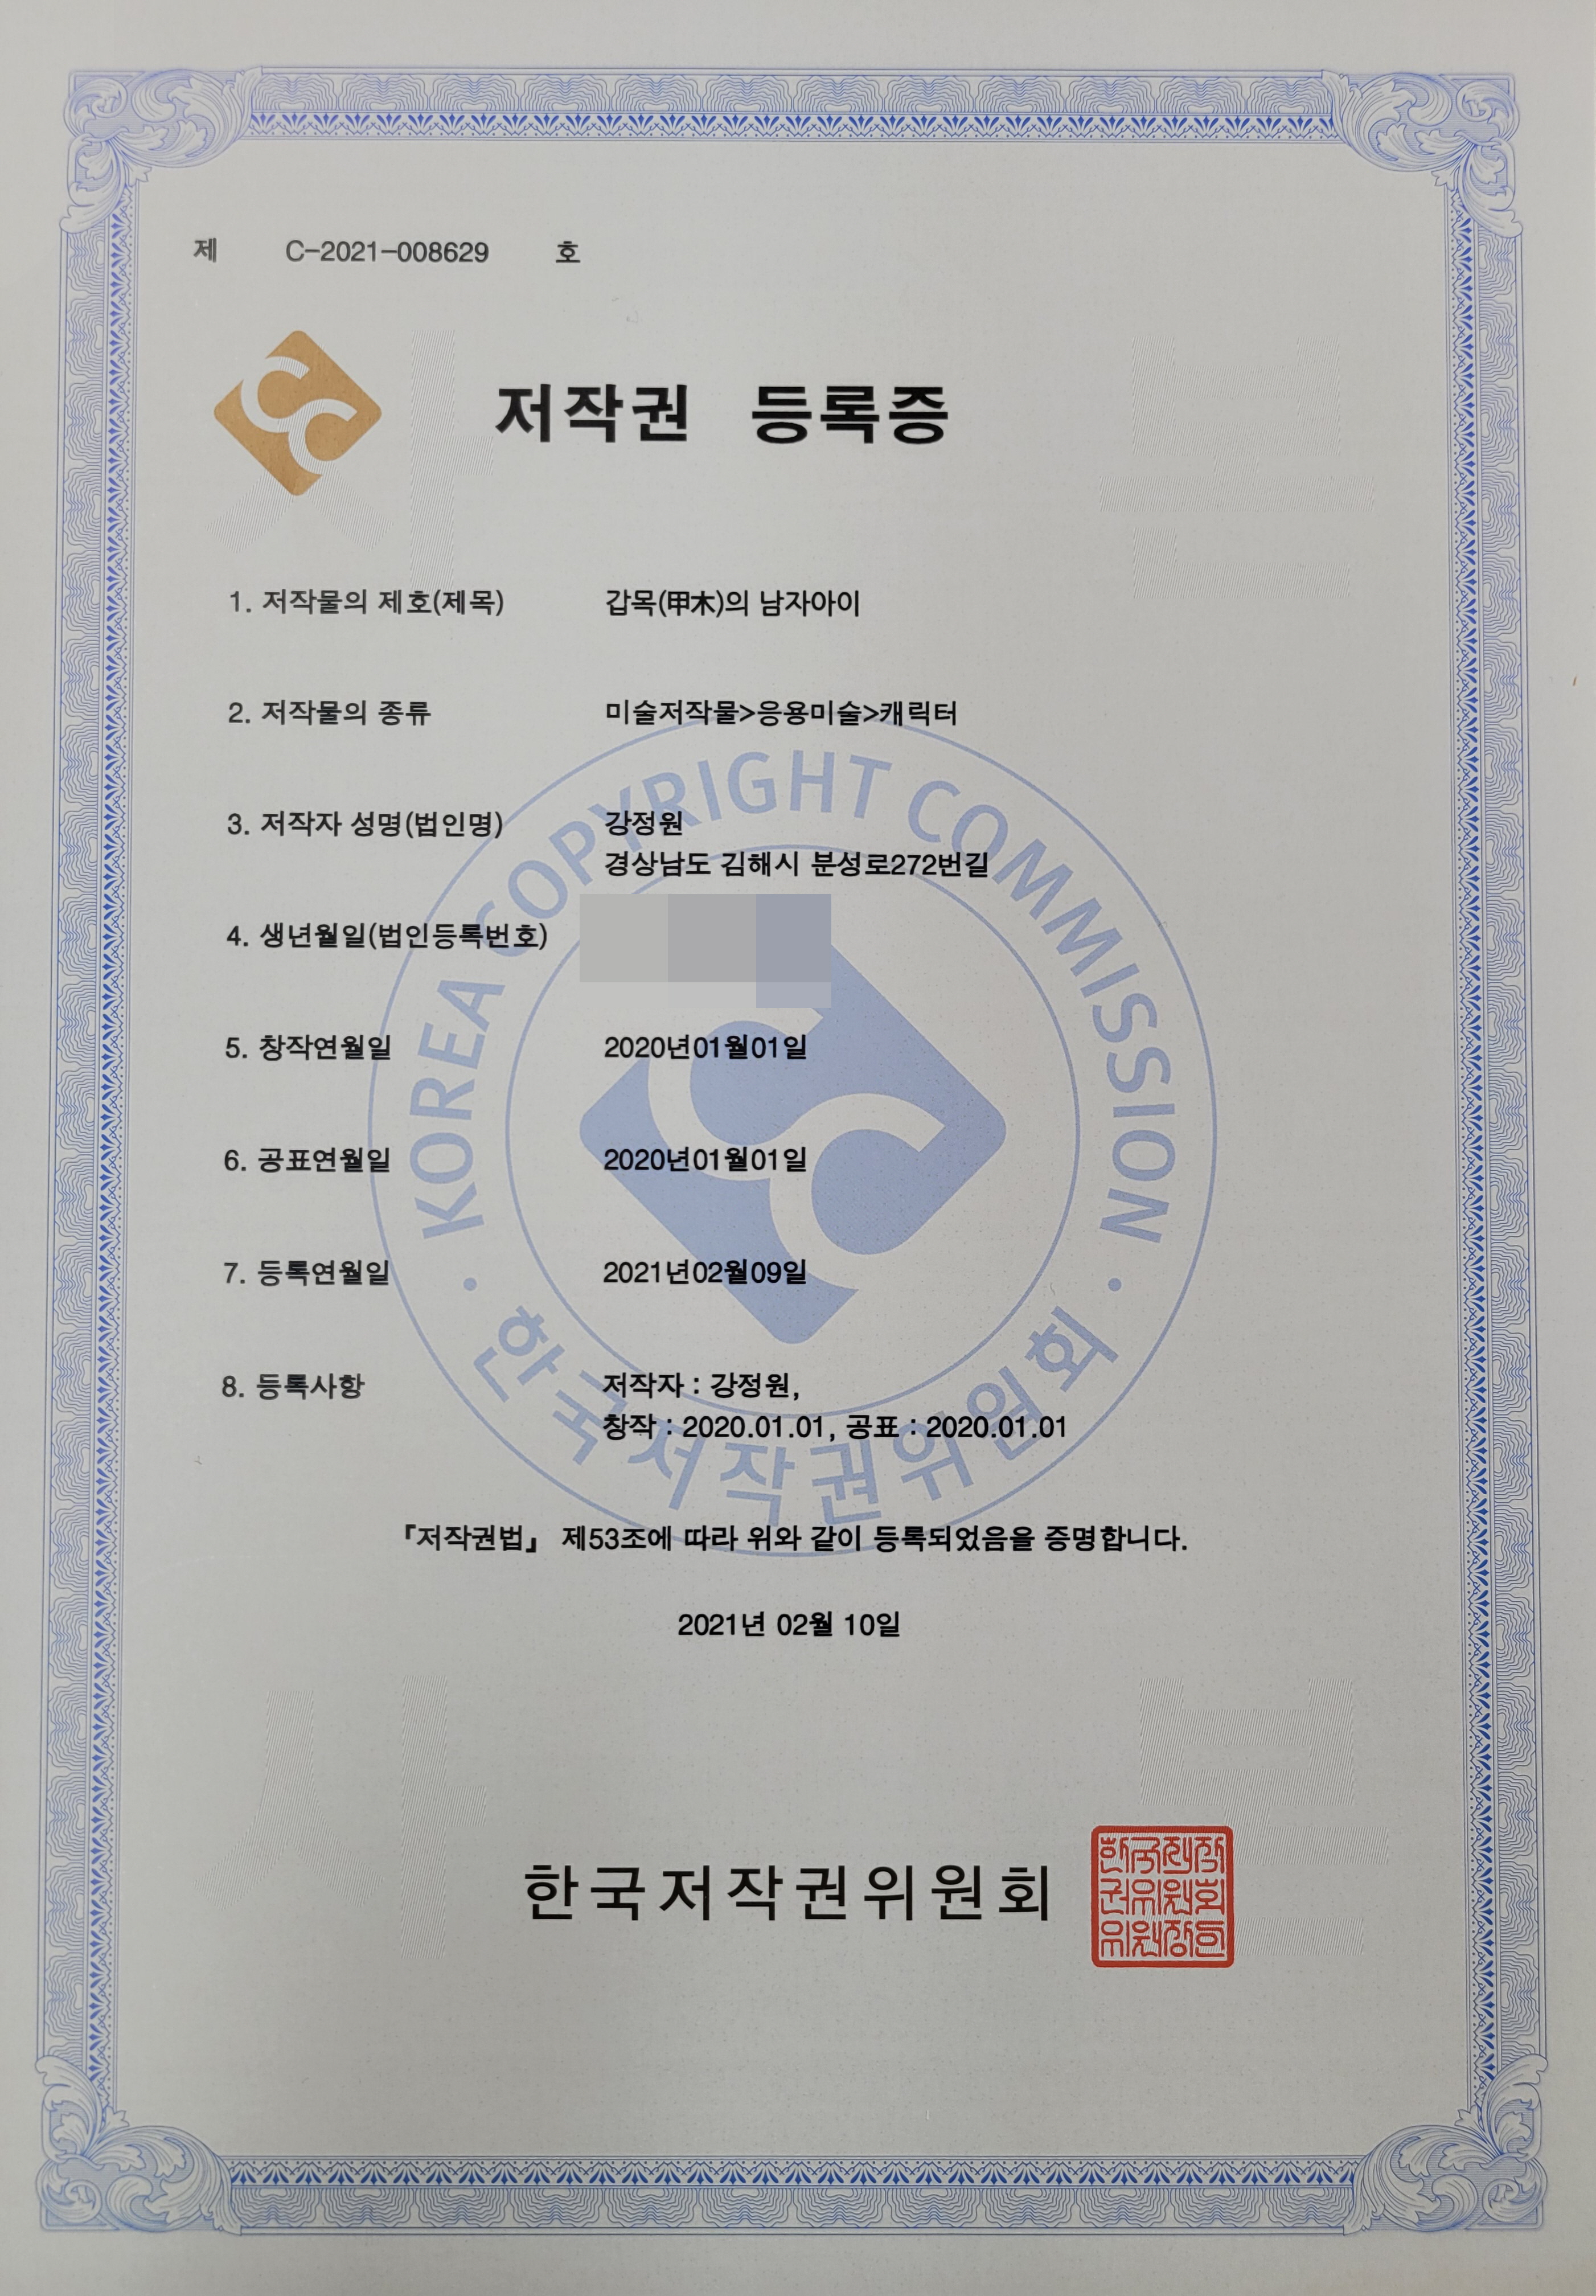 제 C-2021-008629 호
저작권 등록증
1. 저작물의 제호(제목) 갑목(甲木)의 남자아이
2. 저작물의 종류 미술저작물>응용미술>캐릭터
3. 저작자 성명(법인명) 강정원
경상남도 김해시 분성로272번길
4. 생년월일(법인등록번호)
5. 창작연월일 2020년01월01일
6. 공표연월일 2020년01월01일
7. 등록연월일 2021년02월09일
8. 등록사항 저작자 : 강정원,
창작 : 2020.01.01, 공표 : 2020.01.01
KOREA COPYRIGHT COMMISSION
· 한국저작권위원회 ·
『저작권법』 제53조에 따라 위와 같이 등록되었음을 증명합니다.
2021년 02월 10일
한국저작권위원회